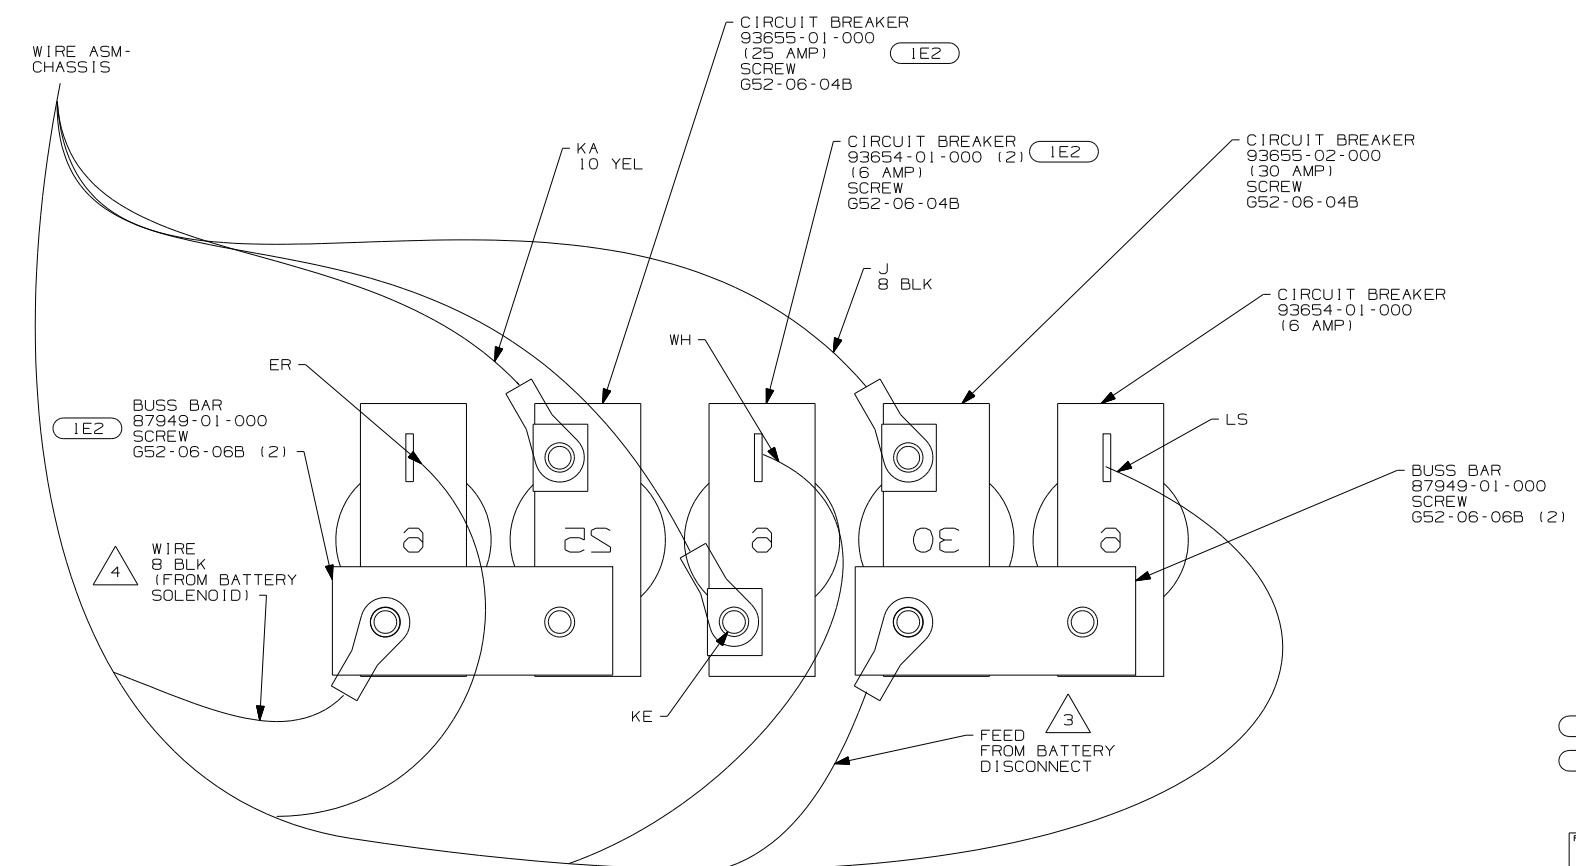 WIRE ASM-
CHASSIS
CIRCUIT BREAKER
93655-01-000
(25 AMP)
SCREW
G52-06-04B
1E2
KA
10 YEL
CIRCUIT BREAKER
93654-01-000 (2)
(6 AMP)
SCREW
G52-06-04B
1E2
CIRCUIT BREAKER
93655-02-000
(30 AMP)
SCREW
G52-06-04B
J
8 BLK
CIRCUIT BREAKER
93654-01-000
(6 AMP)
WH
ER
1E2
BUSS BAR
87949-01-000
SCREW
G52-06-06B (2)
LS
BUSS BAR
87949-01-000
SCREW
G52-06-06B (2)
6
25
6
30
6
4
WIRE
8 BLK
(FROM BATTERY
SOLENOID)
KE
3
FEED
FROM BATTERY
DISCONNECT